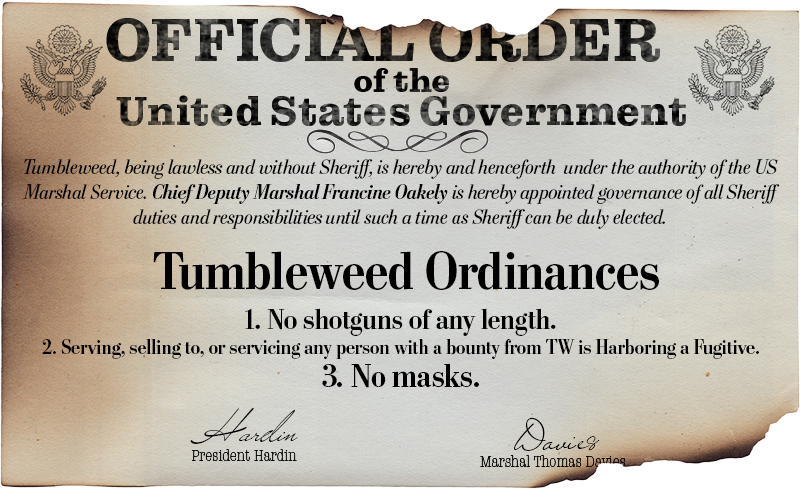 OFFICIAL ORDER
of the
United States Government
Tumbleweed, being lawless and without Sheriff, is hereby and henceforth under the authority of the US
Marshal Service. Chief Deputy Marshal Francine Oakely is hereby appointed governance of all Sheriff
duties and responsibilities until such a time as Sheriff can be duly elected.
Tumbleweed Ordinances
1. No shotguns of any length.
2. Serving, selling to, or servicing any person with a bounty from TW is Harboring a Fugitive.
3. No masks.
Hardin Davies
President Hardin Marshal Thomas Davies